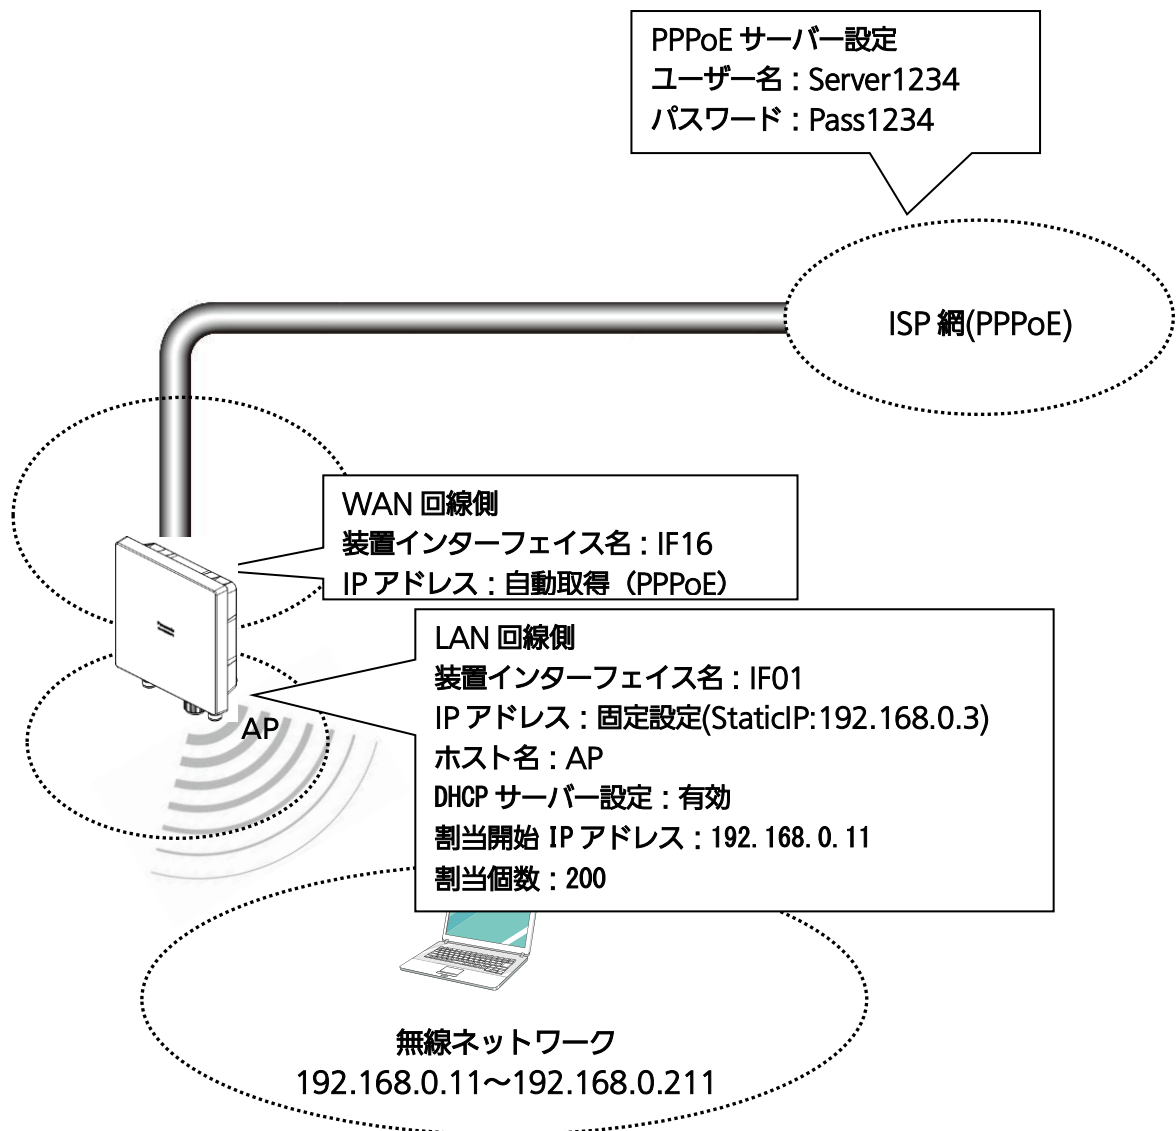 PPPoE サーバー設定
ユーザー名：Server1234
パスワード：Pass1234
ISP 網(PPPoE)
WAN 回線側
装置インターフェイス名：IF16
IP アドレス：自動取得（PPPoE）
LAN 回線側
装置インターフェイス名：IF01
IP アドレス：固定設定(StaticIP:192.168.0.3)
ホスト名：AP
DHCP サーバー設定：有効
割当開始 IP アドレス：192.168.0.11
割当個数：200
AP
無線ネットワーク
192.168.0.11～192.168.0.211